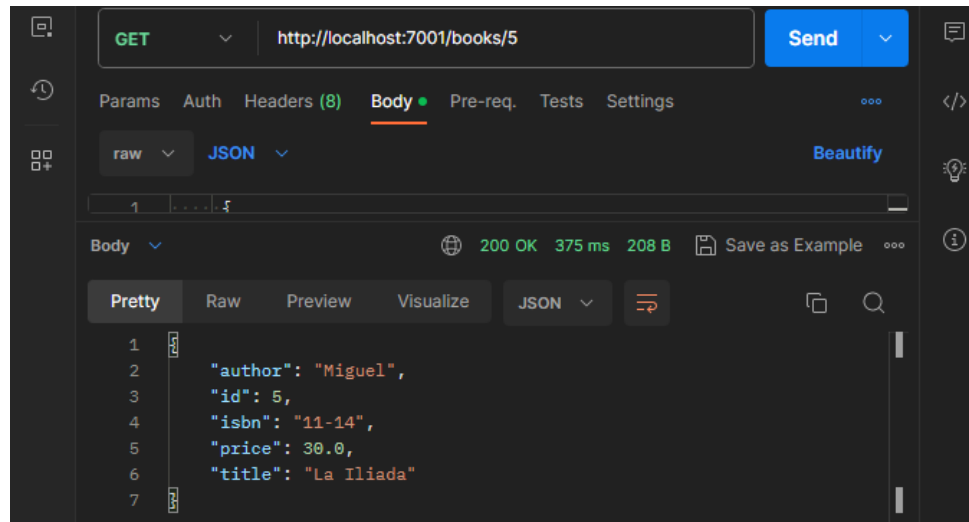 GET http://localhost:7001/books/5 Send
Params Auth Headers (8) Body Pre-req. Tests Settings
raw JSON Beautify
1 {
Body 200 OK 375 ms 208 B Save as Example
Pretty Raw Preview Visualize JSON
1 {
2 "author": "Miguel",
3 "id": 5,
4 "isbn": "11-14",
5 "price": 30.0,
6 "title": "La Iliada"
7 }